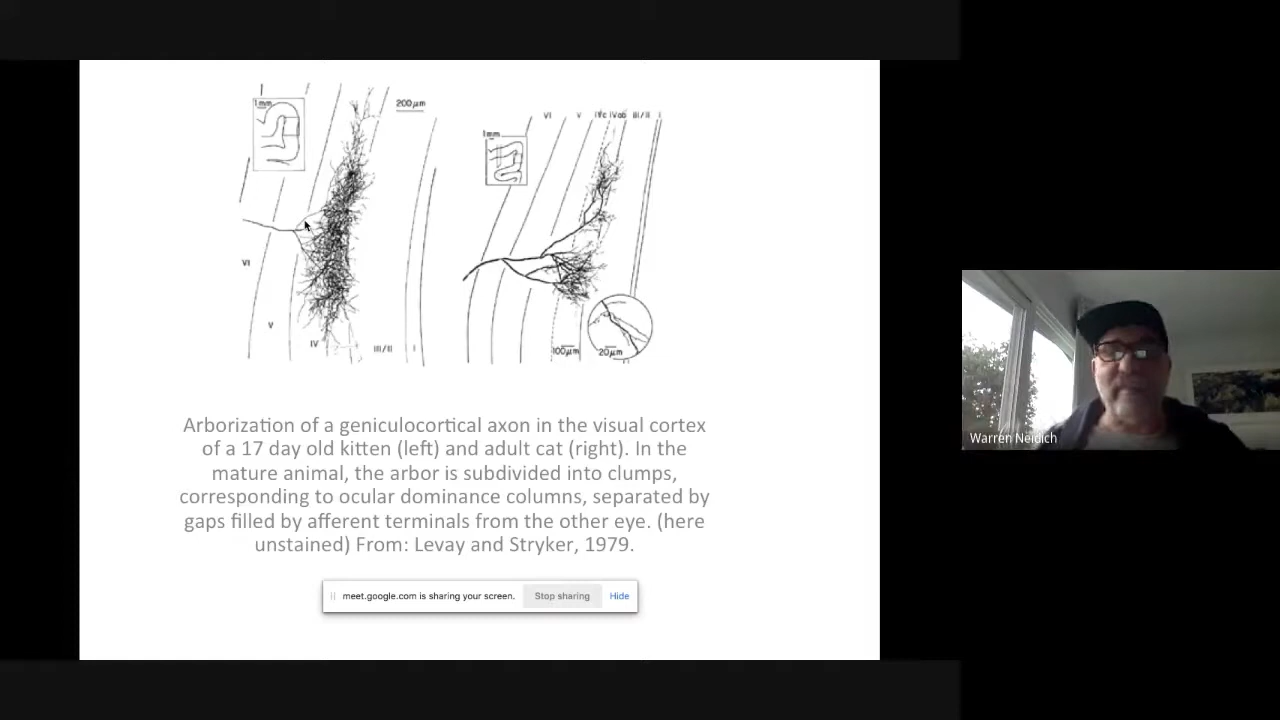 1mm
200 µm
VI
V
IV
III/II
I
VI V IVc IVab III/II I
1mm
100µm
20µm
Arborization of a geniculocortical axon in the visual cortex
of a 17 day old kitten (left) and adult cat (right). In the
mature animal, the arbor is subdivided into clumps,
corresponding to ocular dominance columns, separated by
gaps filled by afferent terminals from the other eye. (here
unstained) From: Levay and Stryker, 1979.
meet.google.com is sharing your screen. Stop sharing Hide
Warren Neidich